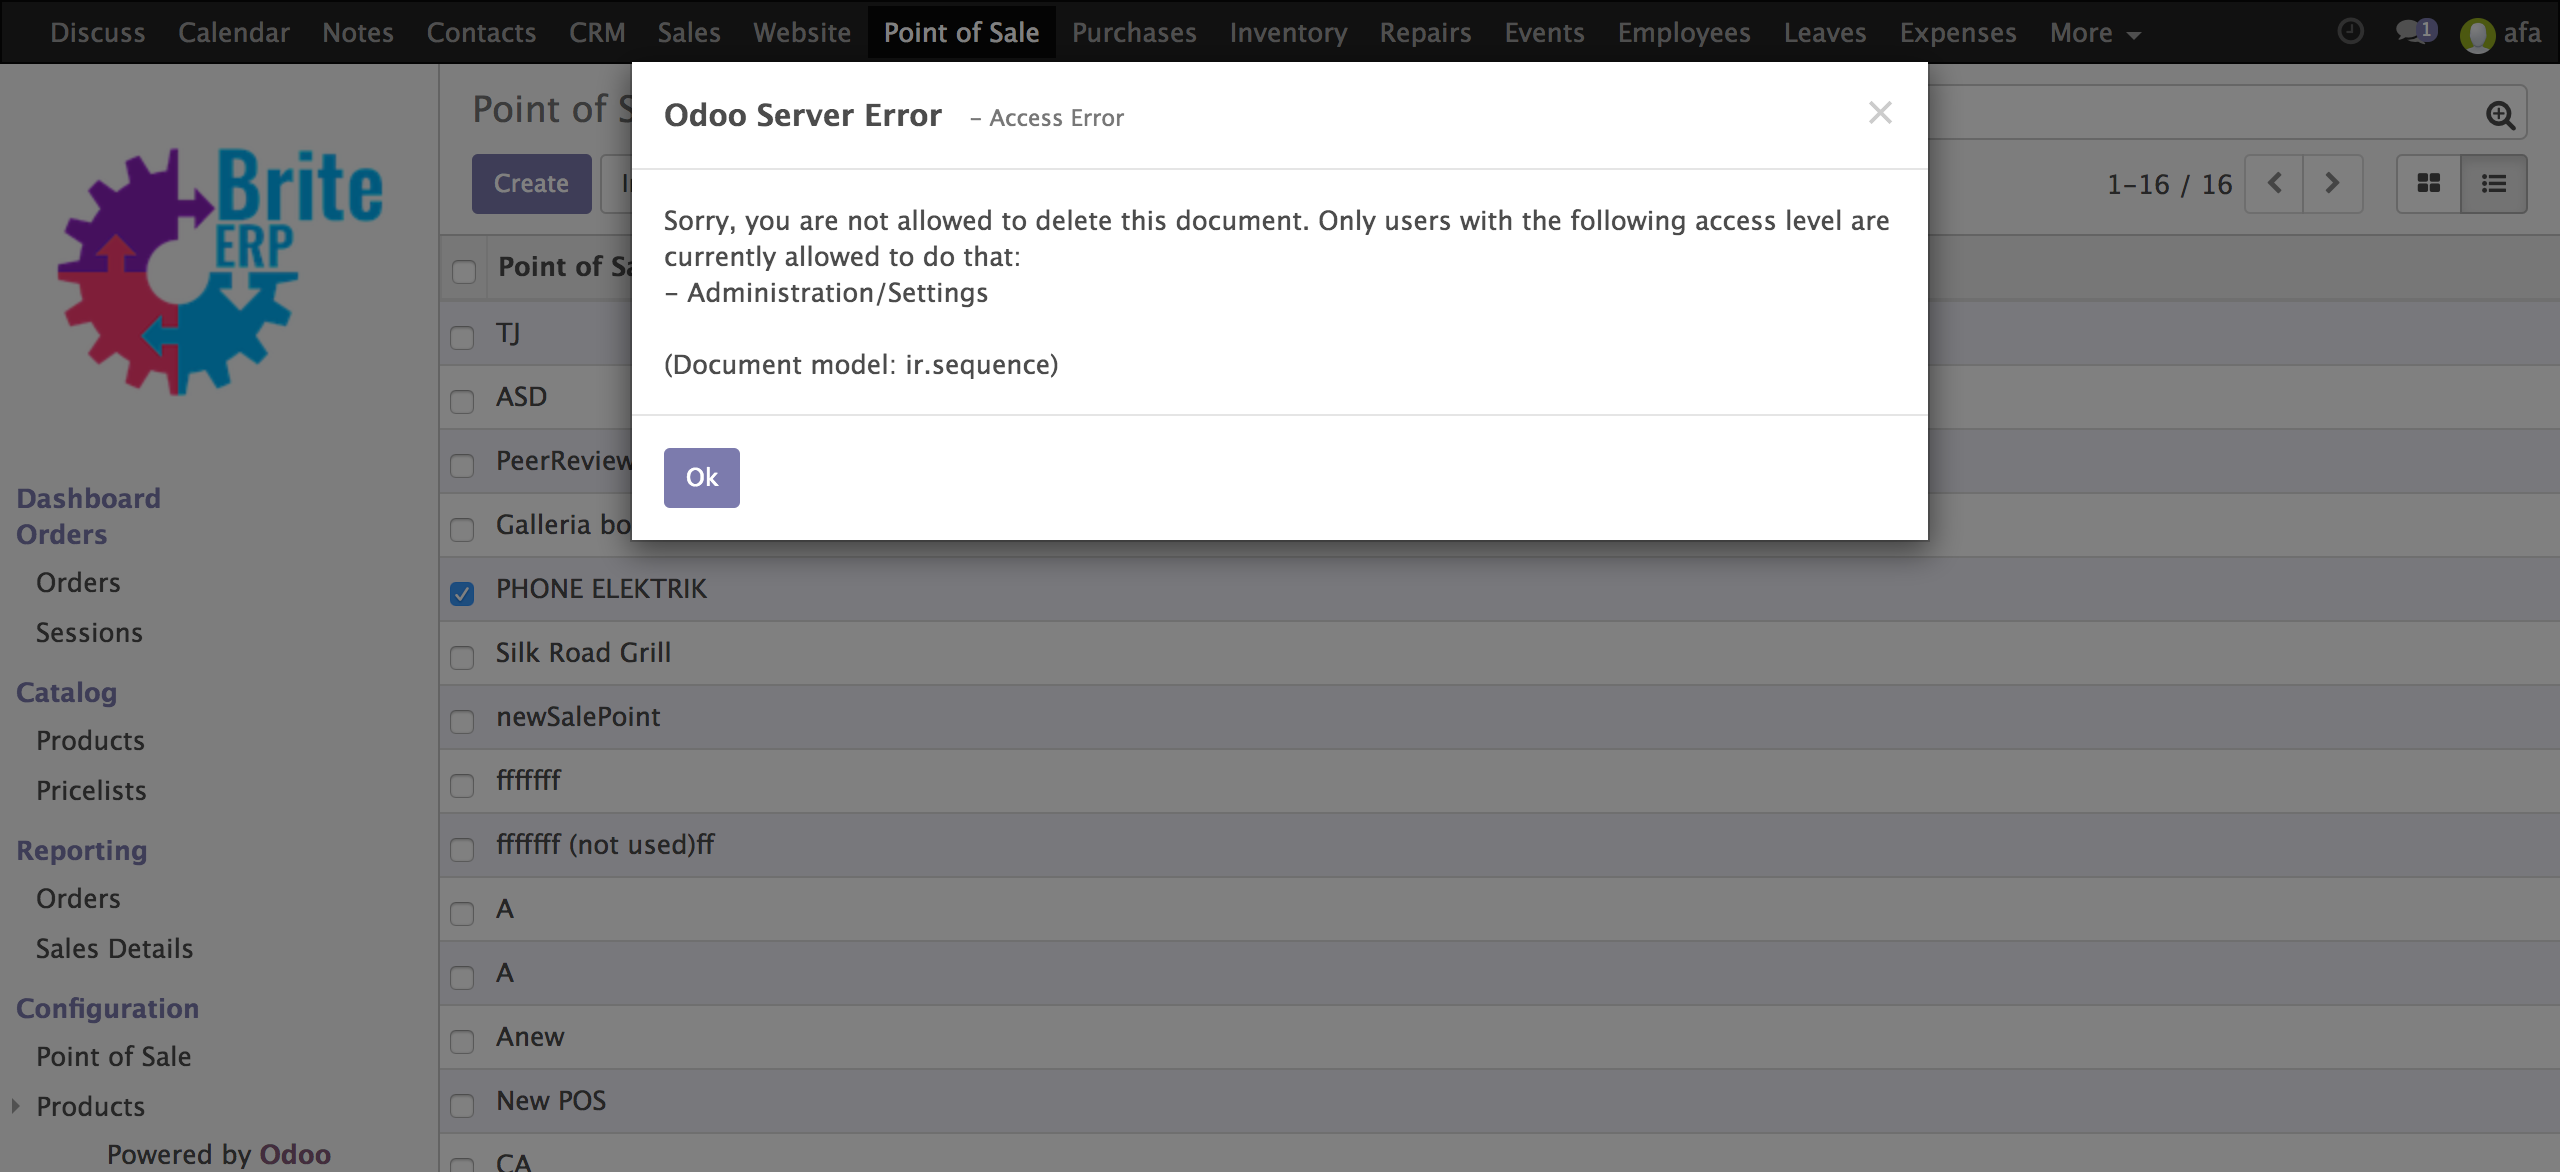 Discuss Calendar Notes Contacts CRM Sales Website Point of Sale Purchases Inventory Repairs Events Employees Leaves Expenses More 1 afa
Brite
ERP
Dashboard
Orders
Orders
Sessions
Catalog
Products
Pricelists
Reporting
Orders
Sales Details
Configuration
Point of Sale
Products
Powered by Odoo
Point of
Create
1-16 / 16
Point of
TJ
ASD
PeerReview
Galleria
PHONE ELEKTRIK
Silk Road Grill
newSalePoint
fffffff
fffffff (not used)ff
A
A
Anew
New POS
CA
Odoo Server Error - Access Error
Sorry, you are not allowed to delete this document. Only users with the following access level are
currently allowed to do that:
- Administration/Settings
(Document model: ir.sequence)
Ok